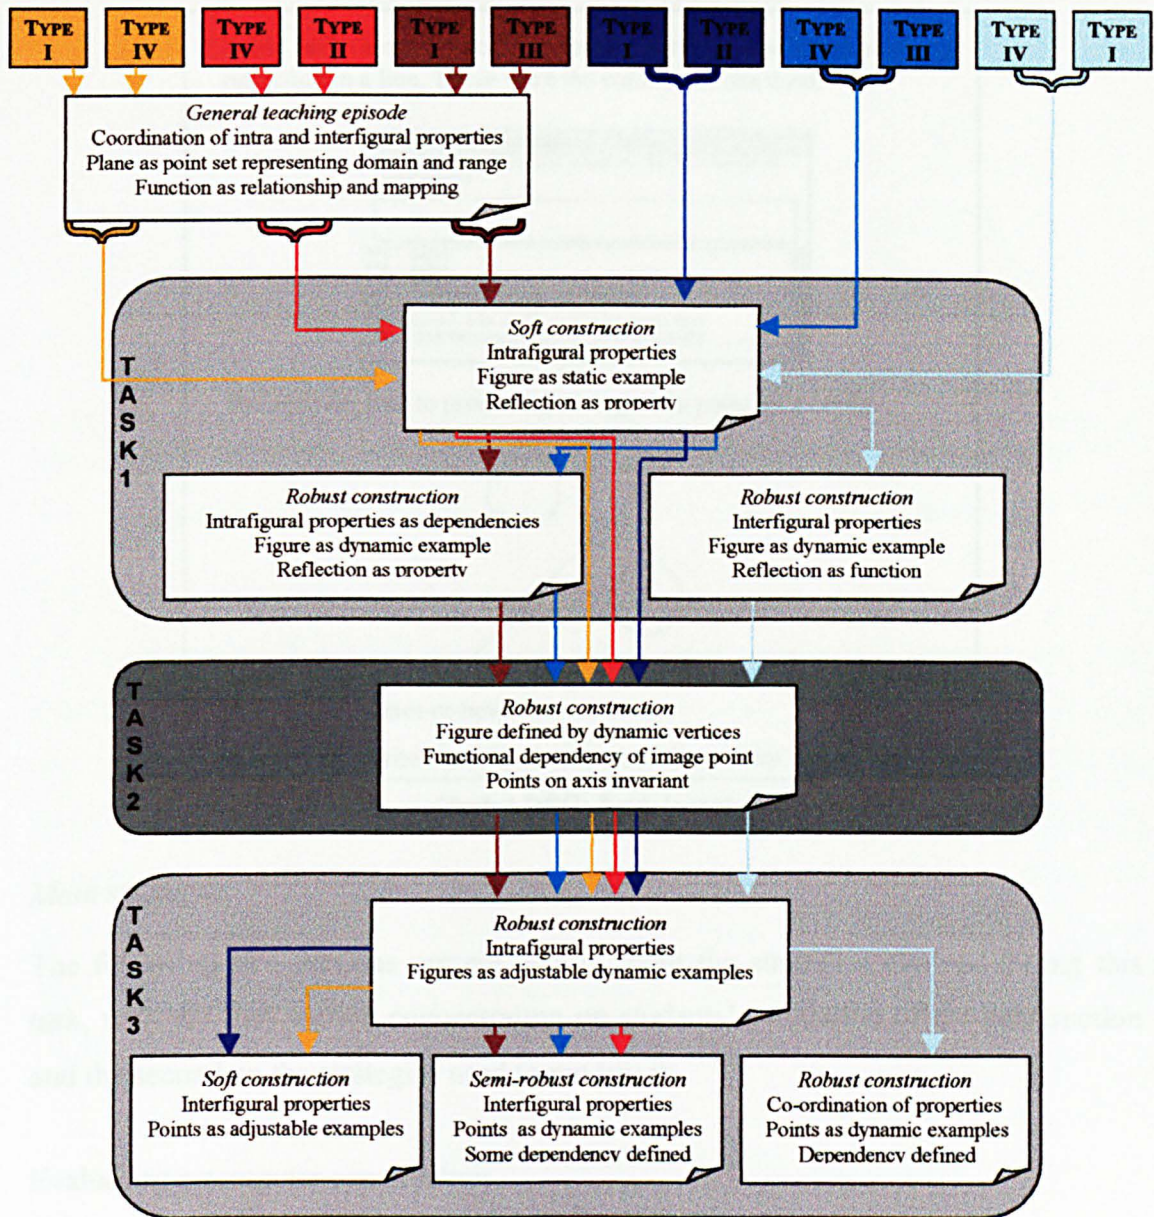 TYPE I
TYPE IV
TYPE IV
TYPE II
TYPE I
TYPE III
TYPE I
TYPE II
TYPE IV
TYPE III
TYPE IV
TYPE I
General teaching episode
Coordination of intra and interfigural properties
Plane as point set representing domain and range
Function as relationship and mapping
TASK 1
Soft construction
Intrafigural properties
Figure as static example
Reflection as property
Robust construction
Intrafigural properties as dependencies
Figure as dynamic example
Reflection as property
Robust construction
Interfigural properties
Figure as dynamic example
Reflection as function
TASK 2
Robust construction
Figure defined by dynamic vertices
Functional dependency of image point
Points on axis invariant
TASK 3
Robust construction
Intrafigural properties
Figures as adjustable dynamic examples
Soft construction
Interfigural properties
Points as adjustable examples
Semi-robust construction
Interfigural properties
Points as dynamic examples
Some dependency defined
Robust construction
Co-ordination of properties
Points as dynamic examples
Dependency defined